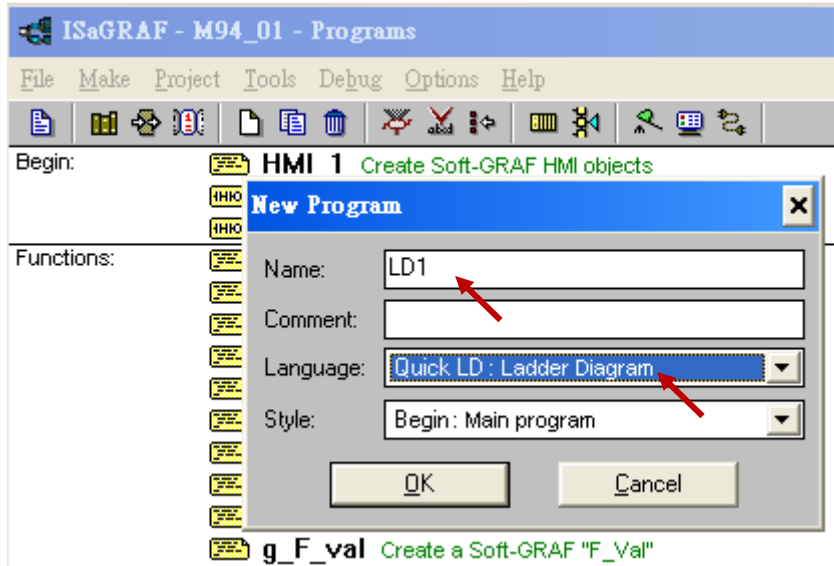 ISaGRAF - M94_01 - Programs
File Make Project Tools Debug Options Help
Begin:
HMI_1 Create Soft-GRAF HMI objects
New Program
Functions:
Name: LD1
Comment:
Language: Quick LD : Ladder Diagram
Style: Begin : Main program
OK Cancel
g_F_val Create a Soft-GRAF "F_Val"